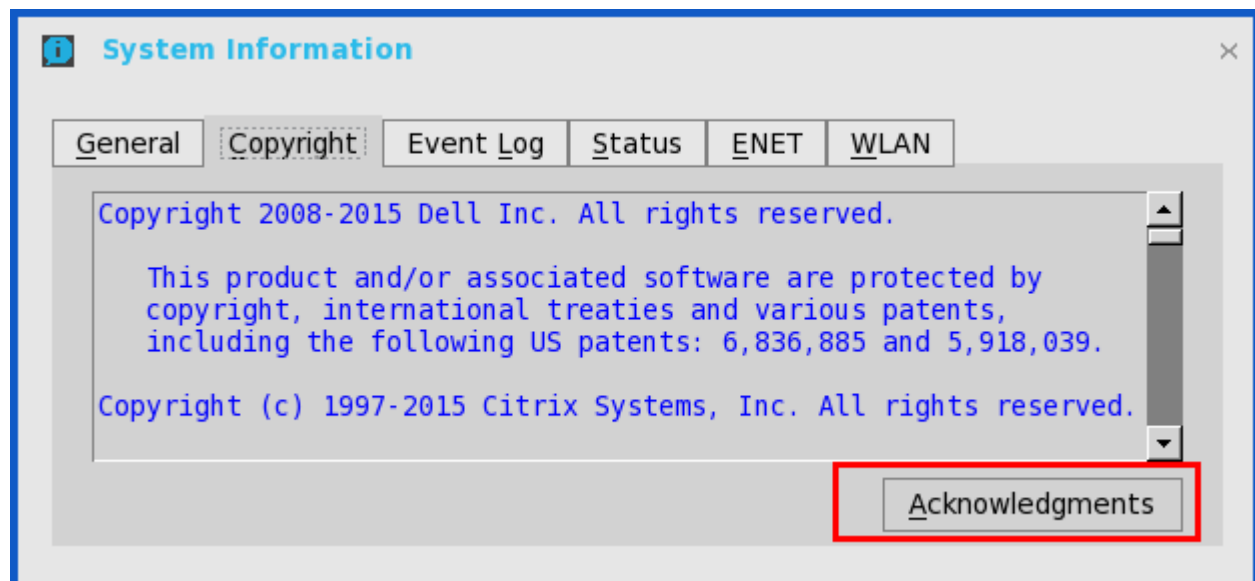 System Information
General Copyright Event Log Status ENET WLAN
Copyright 2008-2015 Dell Inc. All rights reserved.
This product and/or associated software are protected by
copyright, international treaties and various patents,
including the following US patents: 6,836,885 and 5,918,039.
Copyright (c) 1997-2015 Citrix Systems, Inc. All rights reserved.
Acknowledgments